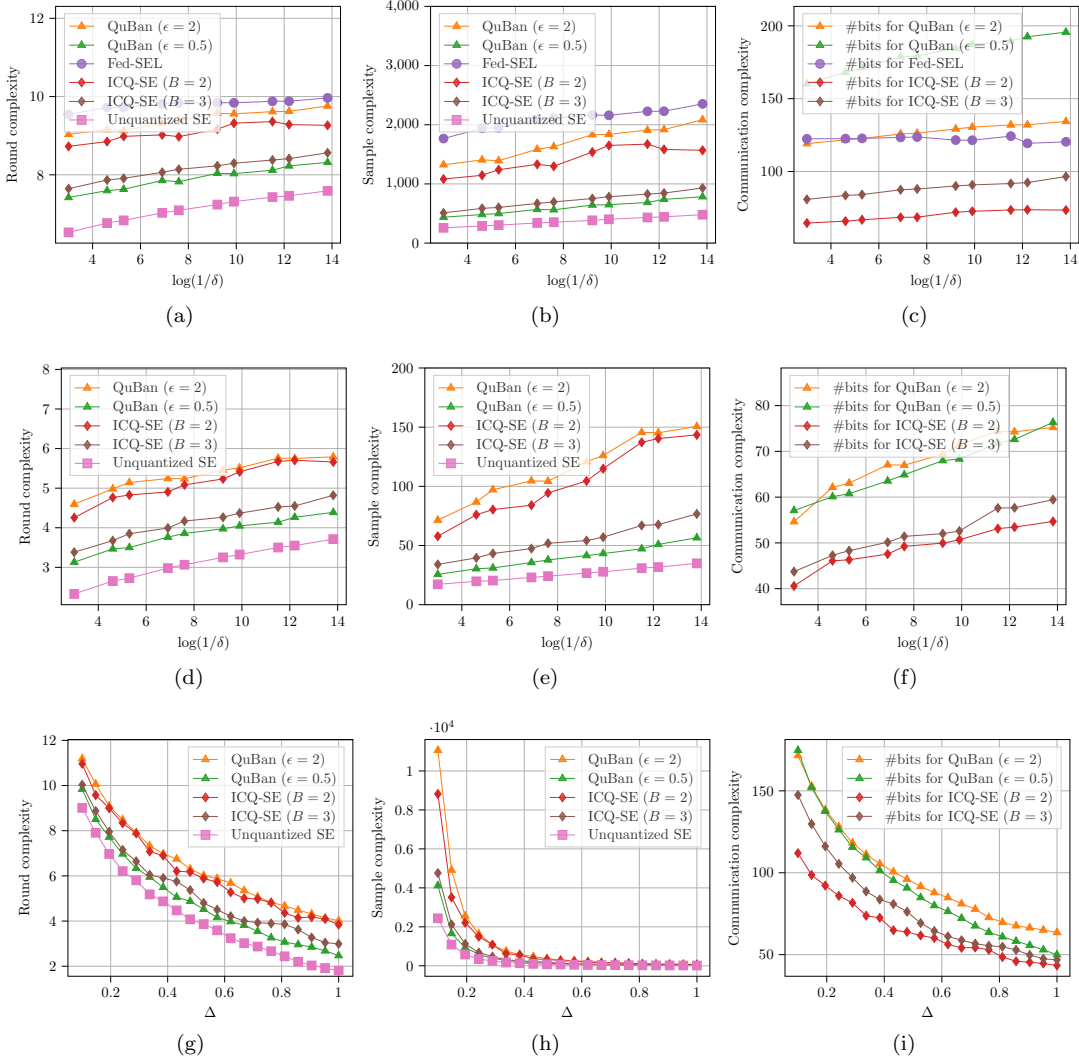 12
10
8
Round complexity
QuBan (ϵ = 2)
QuBan (ϵ = 0.5)
Fed-SEL
ICQ-SE (B = 2)
ICQ-SE (B = 3)
Unquantized SE
4 6 8 10 12 14
log(1/δ)
(a)
4,000
3,000
2,000
1,000
0
Sample complexity
QuBan (ϵ = 2)
QuBan (ϵ = 0.5)
Fed-SEL
ICQ-SE (B = 2)
ICQ-SE (B = 3)
Unquantized SE
4 6 8 10 12 14
log(1/δ)
(b)
200
150
100
Communication complexity
#bits for QuBan (ϵ = 2)
#bits for QuBan (ϵ = 0.5)
#bits for Fed-SEL
#bits for ICQ-SE (B = 2)
#bits for ICQ-SE (B = 3)
4 6 8 10 12 14
log(1/δ)
(c)
8
7
6
5
4
3
Round complexity
QuBan (ϵ = 2)
QuBan (ϵ = 0.5)
ICQ-SE (B = 2)
ICQ-SE (B = 3)
Unquantized SE
4 6 8 10 12 14
log(1/δ)
(d)
200
150
100
50
0
Sample complexity
QuBan (ϵ = 2)
QuBan (ϵ = 0.5)
ICQ-SE (B = 2)
ICQ-SE (B = 3)
Unquantized SE
4 6 8 10 12 14
log(1/δ)
(e)
80
70
60
50
40
Communication complexity
#bits for QuBan (ϵ = 2)
#bits for QuBan (ϵ = 0.5)
#bits for ICQ-SE (B = 2)
#bits for ICQ-SE (B = 3)
4 6 8 10 12 14
log(1/δ)
(f)
12
10
8
6
4
2
Round complexity
QuBan (ϵ = 2)
QuBan (ϵ = 0.5)
ICQ-SE (B = 2)
ICQ-SE (B = 3)
Unquantized SE
0.2 0.4 0.6 0.8 1
Δ
(g)
·10⁴
1
0.8
0.6
0.4
0.2
0
Sample complexity
QuBan (ϵ = 2)
QuBan (ϵ = 0.5)
ICQ-SE (B = 2)
ICQ-SE (B = 3)
Unquantized SE
0.2 0.4 0.6 0.8 1
Δ
(h)
150
100
50
Communication complexity
#bits for QuBan (ϵ = 2)
#bits for QuBan (ϵ = 0.5)
#bits for ICQ-SE (B = 2)
#bits for ICQ-SE (B = 3)
0.2 0.4 0.6 0.8 1
Δ
(i)